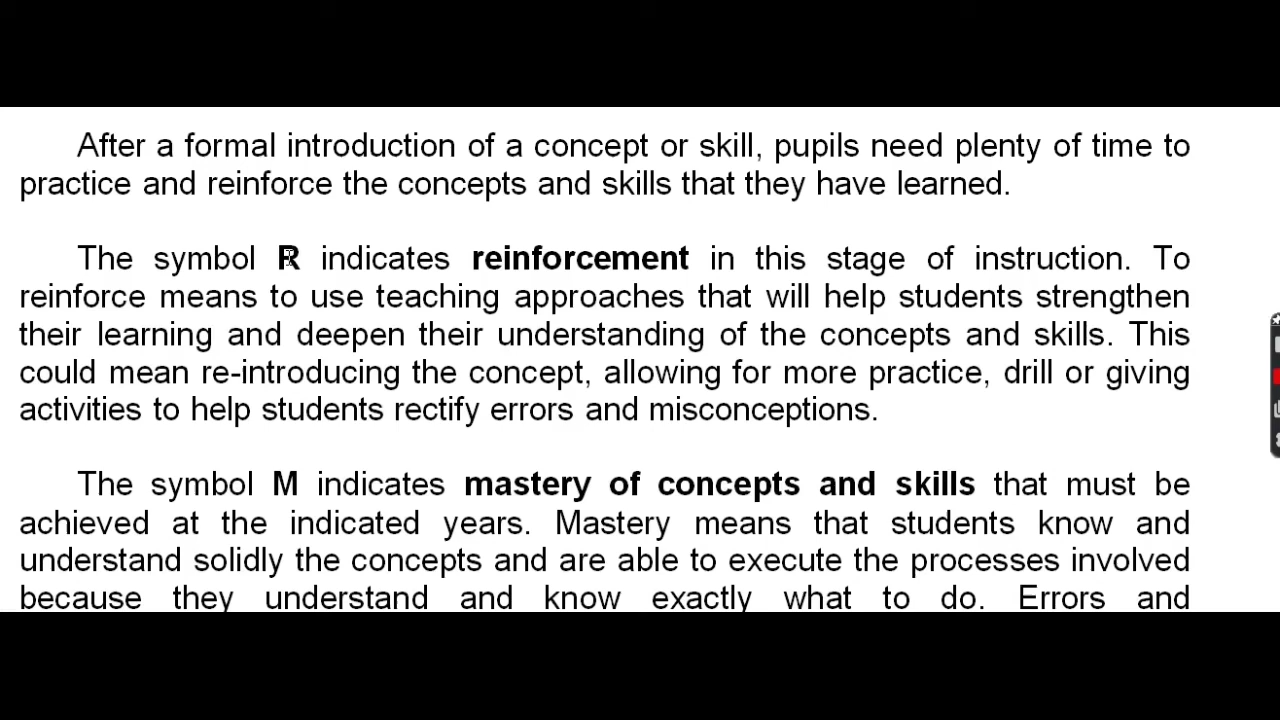 After a formal introduction of a concept or skill, pupils need plenty of time to
practice and reinforce the concepts and skills that they have learned.
The symbol R indicates reinforcement in this stage of instruction. To
reinforce means to use teaching approaches that will help students strengthen
their learning and deepen their understanding of the concepts and skills. This
could mean re-introducing the concept, allowing for more practice, drill or giving
activities to help students rectify errors and misconceptions.
The symbol M indicates mastery of concepts and skills that must be
achieved at the indicated years. Mastery means that students know and
understand solidly the concepts and are able to execute the processes involved
because they understand and know exactly what to do. Errors and